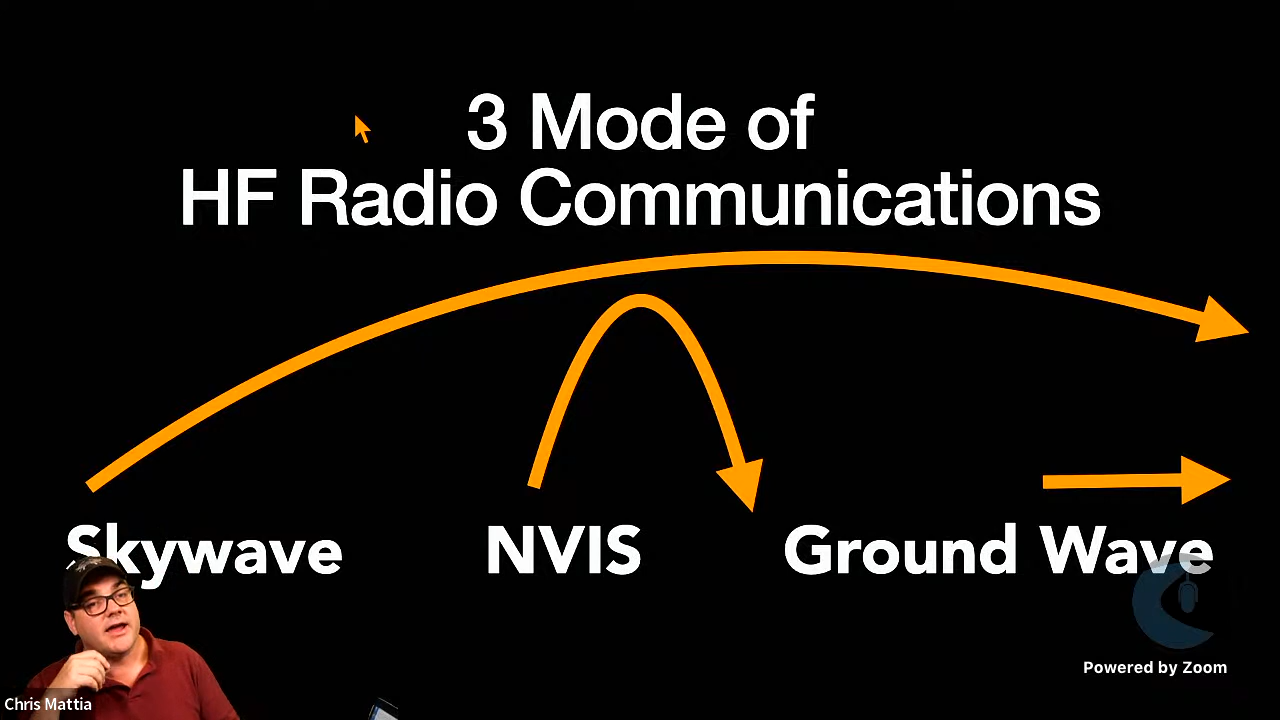 3 Mode of
HF Radio Communications
Skywave
NVIS
Ground Wave
Powered by Zoom
Chris Mattia